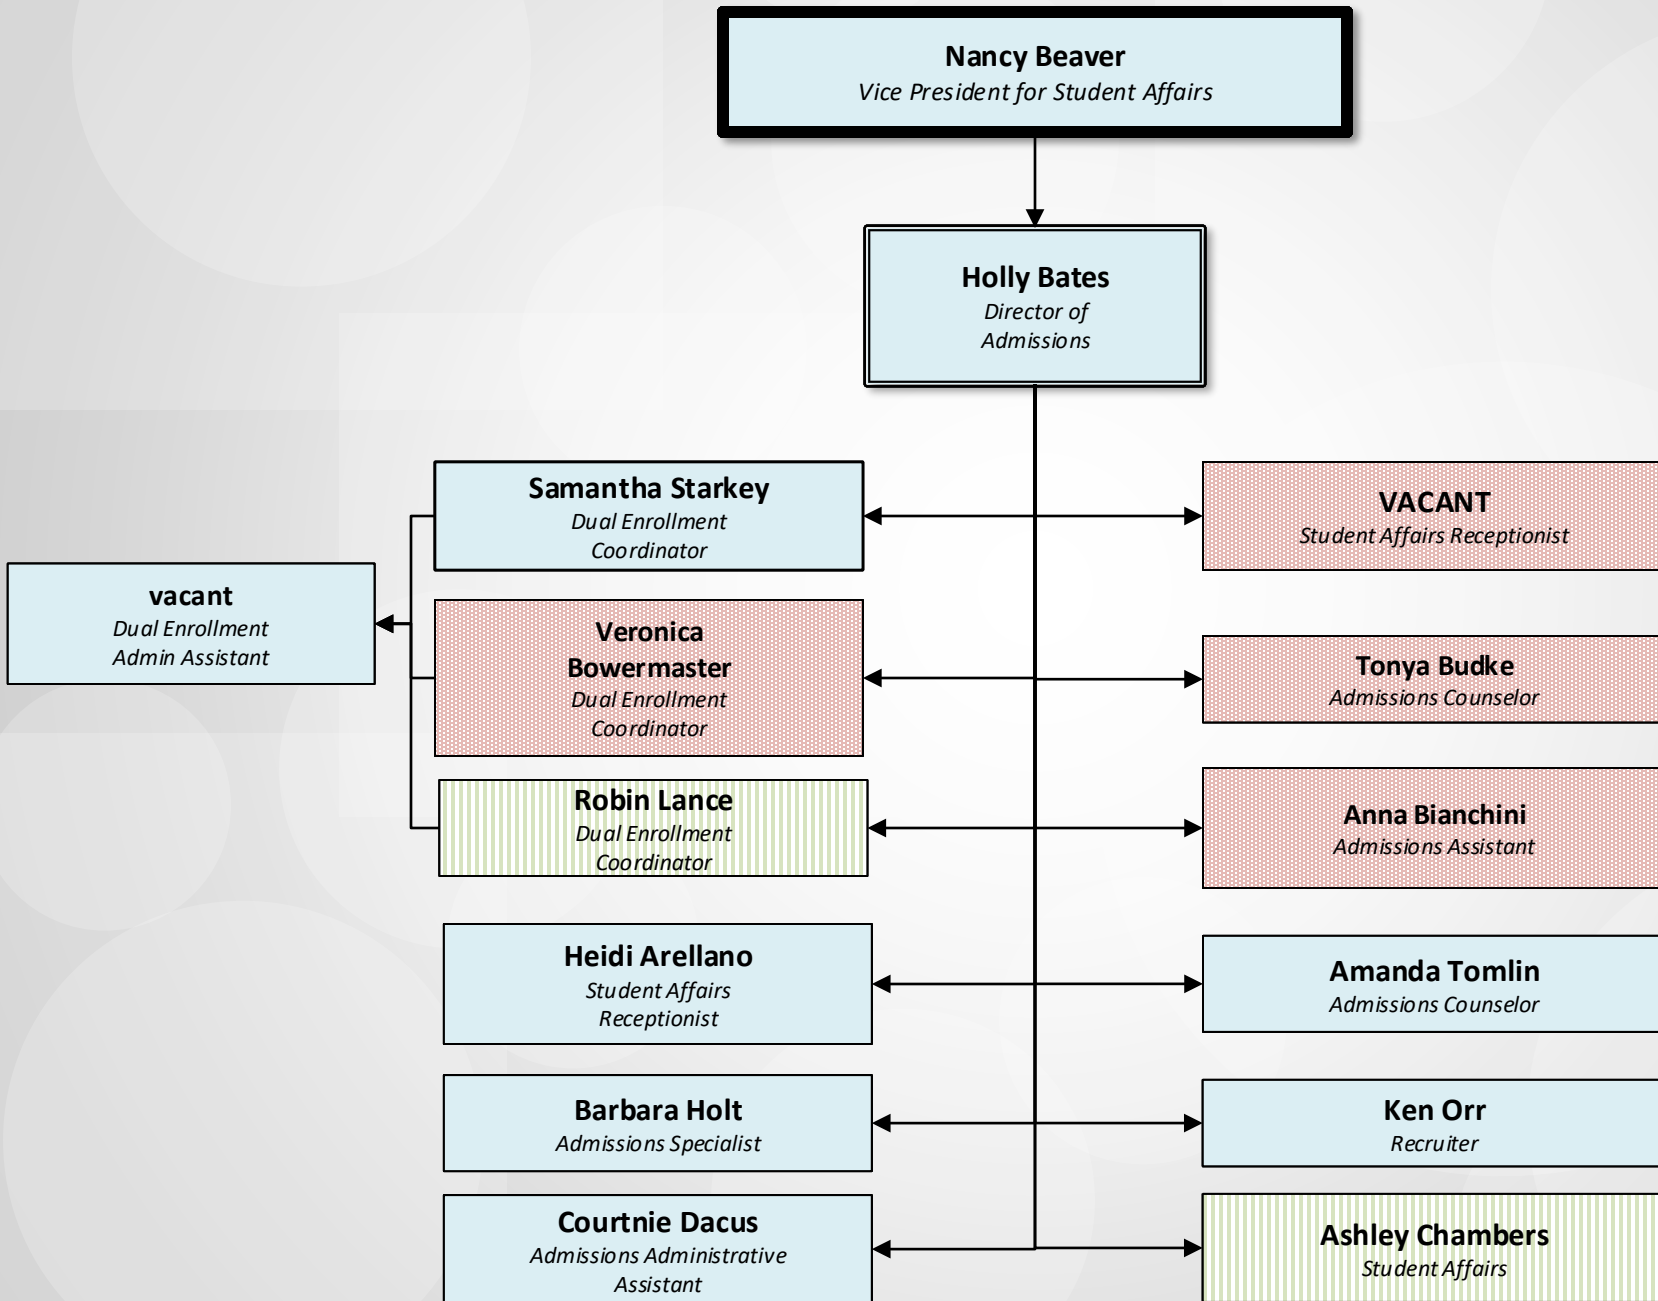 Nancy Beaver
Vice President for Student Affairs
Holly Bates
Director of
Admissions
Samantha Starkey
Dual Enrollment
Coordinator
VACANT
Student Affairs Receptionist
vacant
Dual Enrollment
Admin Assistant
Veronica
Bowermaster
Dual Enrollment
Coordinator
Tonya Budke
Admissions Counselor
Robin Lance
Dual Enrollment
Coordinator
Anna Bianchini
Admissions Assistant
Heidi Arellano
Student Affairs
Receptionist
Amanda Tomlin
Admissions Counselor
Barbara Holt
Admissions Specialist
Ken Orr
Recruiter
Courtnie Dacus
Admissions Administrative
Assistant
Ashley Chambers
Student Affairs